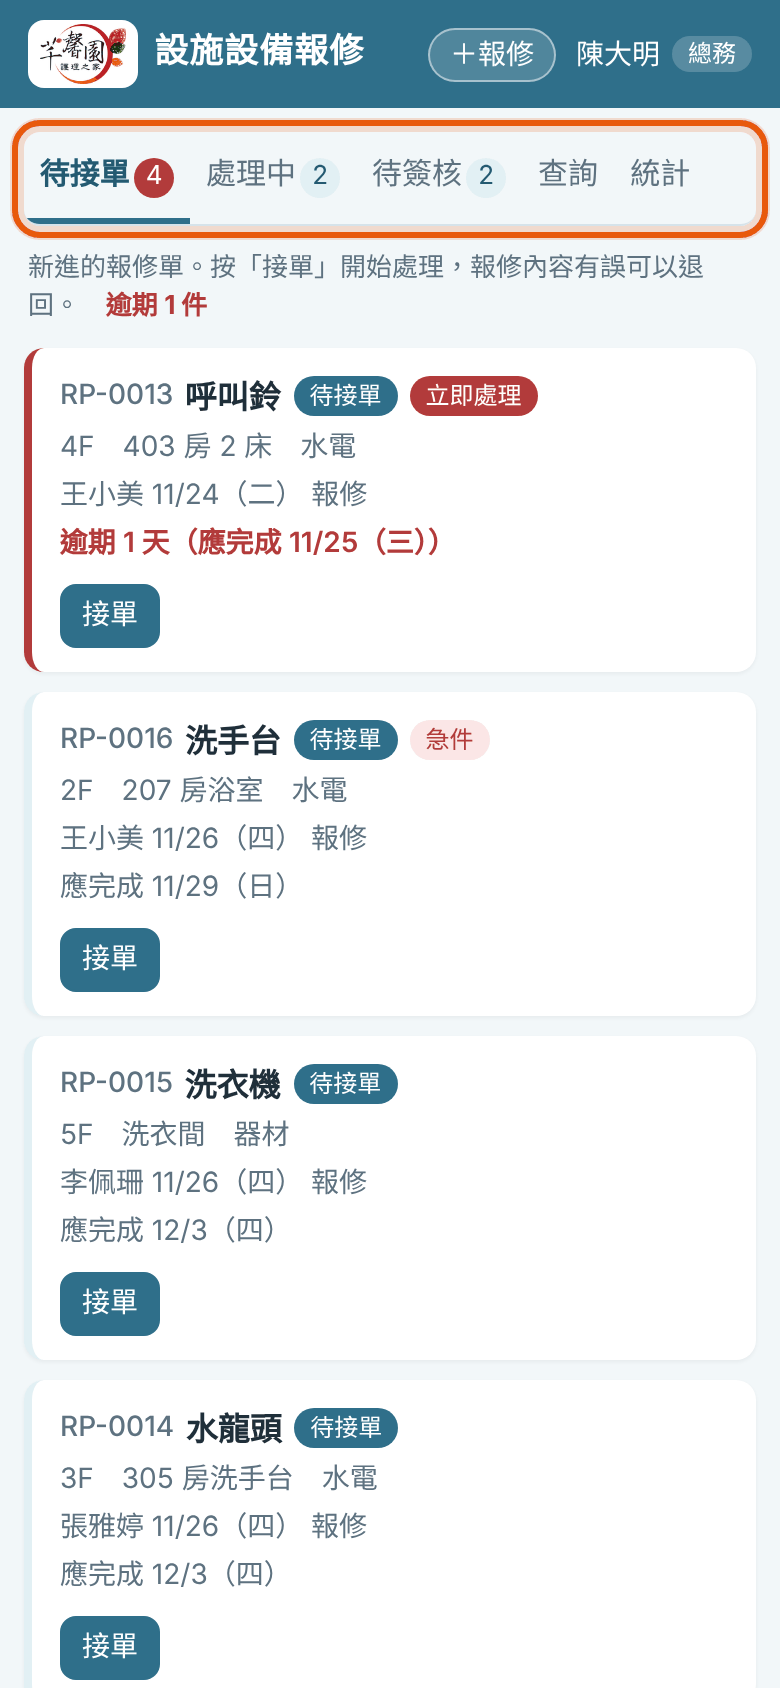 芊馨園
護理之家
設施設備報修
＋報修
陳大明
總務
待接單 4
處理中 2
待簽核 2
查詢
統計
新進的報修單。按「接單」開始處理，報修內容有誤可以退
回。 逾期 1 件
RP-0013 呼叫鈴 待接單 立即處理
4F 403 房 2 床 水電
王小美 11/24（二） 報修
逾期 1 天（應完成 11/25（三））
接單
RP-0016 洗手台 待接單 急件
2F 207 房浴室 水電
王小美 11/26（四） 報修
應完成 11/29（日）
接單
RP-0015 洗衣機 待接單
5F 洗衣間 器材
李佩珊 11/26（四） 報修
應完成 12/3（四）
接單
RP-0014 水龍頭 待接單
3F 305 房洗手台 水電
張雅婷 11/26（四） 報修
應完成 12/3（四）
接單